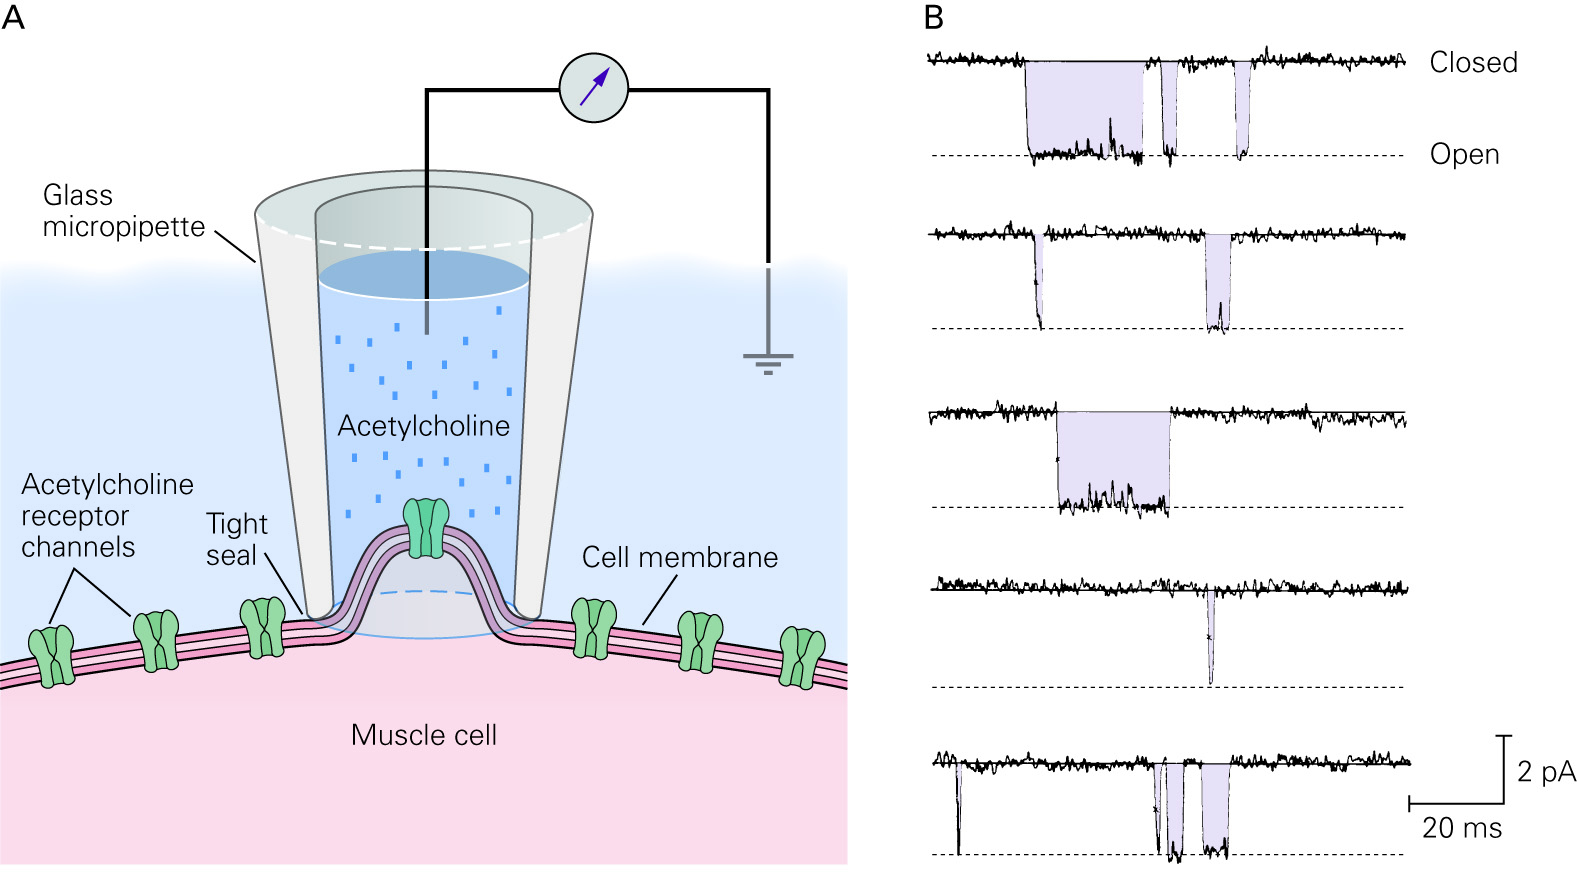 A
Glass
micropipette
Acetylcholine
Acetylcholine
receptor
channels
Tight
seal
Cell membrane
Muscle cell
B
Closed
Open
2 pA
20 ms